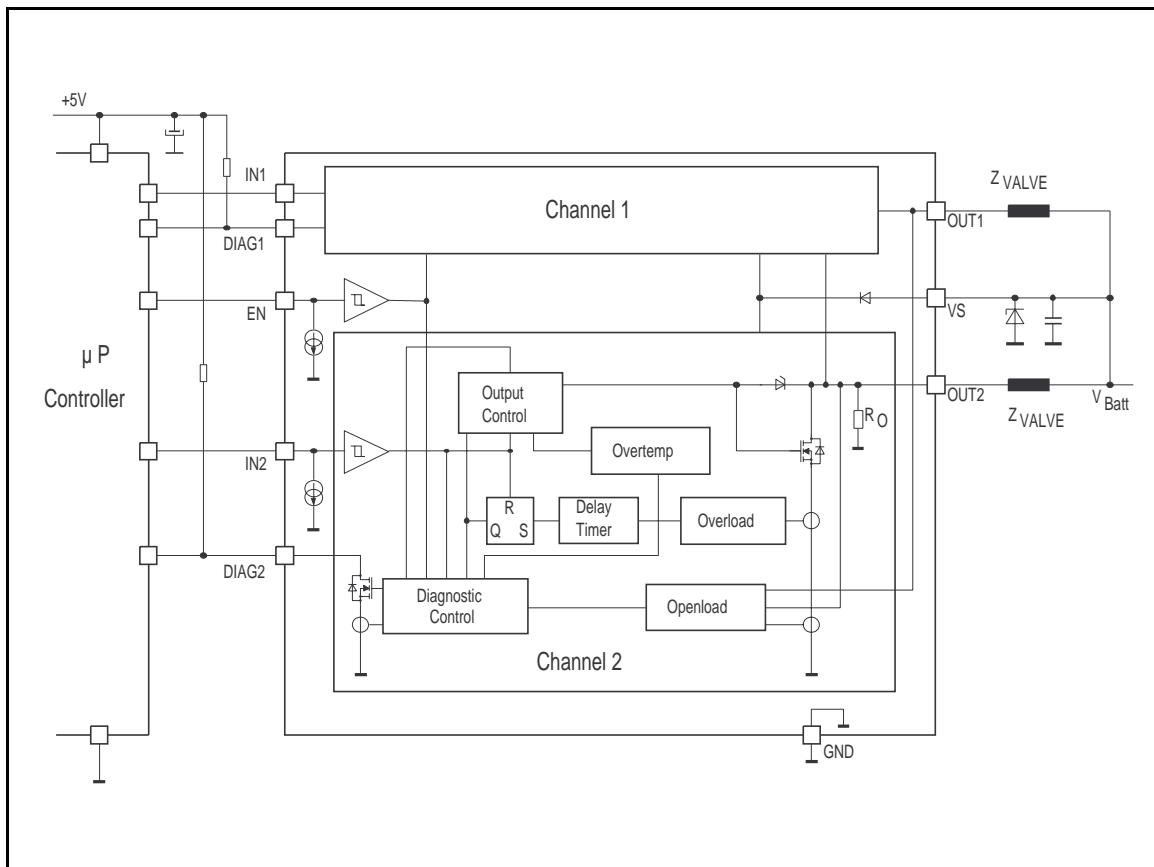 +5V
IN1
Channel 1
Z VALVE
DIAG1
OUT1
EN
VS
µ P
Controller
Output
Control
OUT2
V Batt
R O
Z VALVE
IN2
Overtemp
R
Q S
Delay
Timer
Overload
DIAG2
Diagnostic
Control
Openload
Channel 2
GND